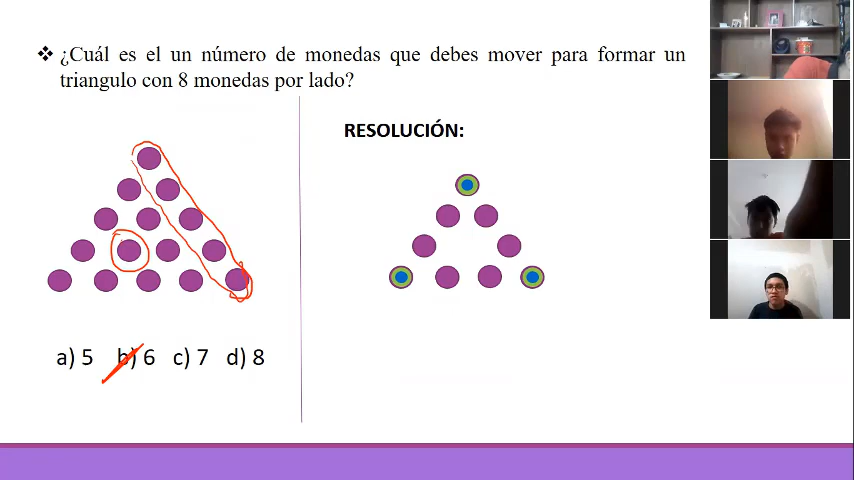 ❖ ¿Cuál es el un número de monedas que debes mover para formar un
triangulo con 8 monedas por lado?
RESOLUCIÓN:
a) 5 b) 6 c) 7 d) 8